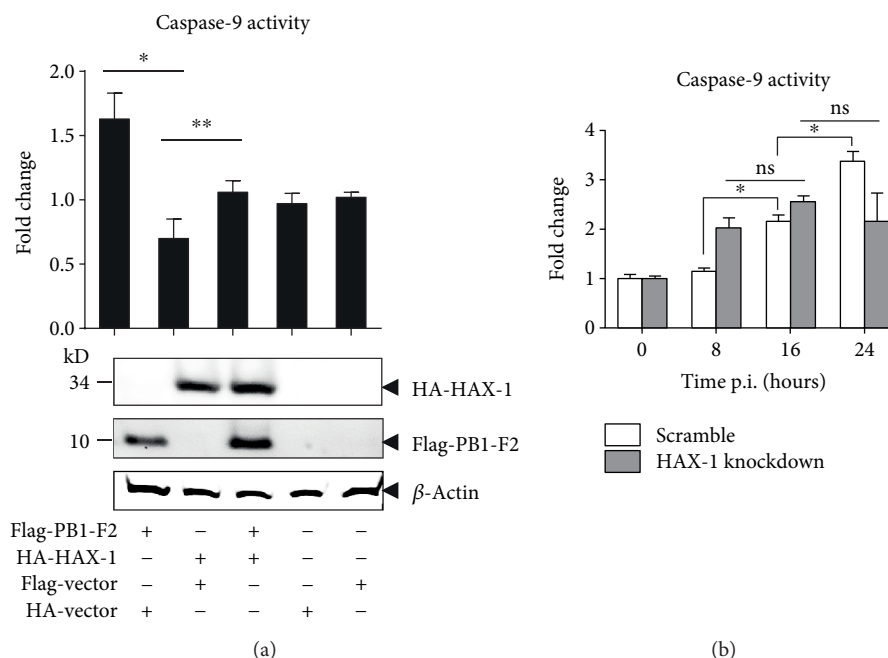 Caspase-9 activity
Fold change
2.0
1.5
1.0
0.5
0.0
*
**
kD
34
10
HA-HAX-1
Flag-PB1-F2
β-Actin
Flag-PB1-F2 + – + – –
HA-HAX-1 – + + – –
Flag-vector – + – – +
HA-vector + – – + –
(a)
Caspase-9 activity
Fold change
4
3
2
1
0
ns
*
ns
*
0 8 16 24
Time p.i. (hours)
Scramble
HAX-1 knockdown
(b)